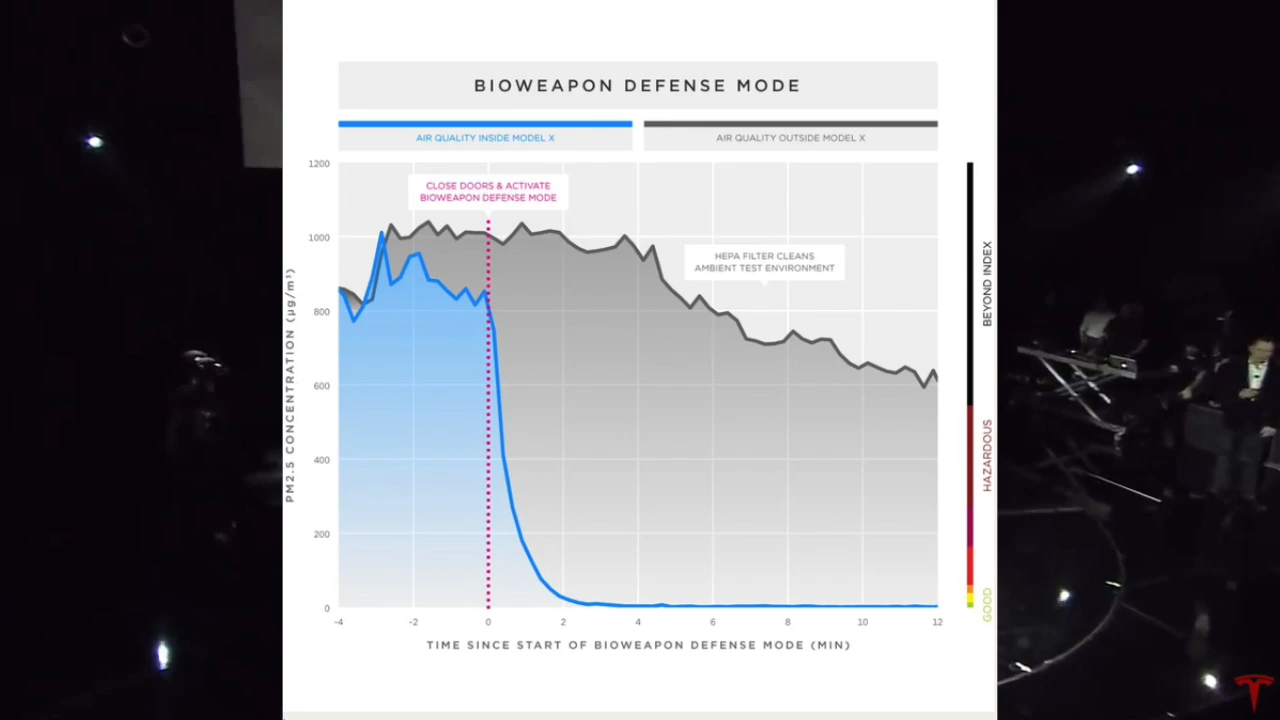 BIOWEAPON DEFENSE MODE
AIR QUALITY INSIDE MODEL X
AIR QUALITY OUTSIDE MODEL X
1200
1000
800
600
400
200
0
PM2.5 CONCENTRATION (µg/m³)
CLOSE DOORS & ACTIVATE
BIOWEAPON DEFENSE MODE
HEPA FILTER CLEANS
AMBIENT TEST ENVIRONMENT
BEYOND INDEX
HAZARDOUS
GOOD
-4 -2 0 2 4 6 8 10 12
TIME SINCE START OF BIOWEAPON DEFENSE MODE (MIN)